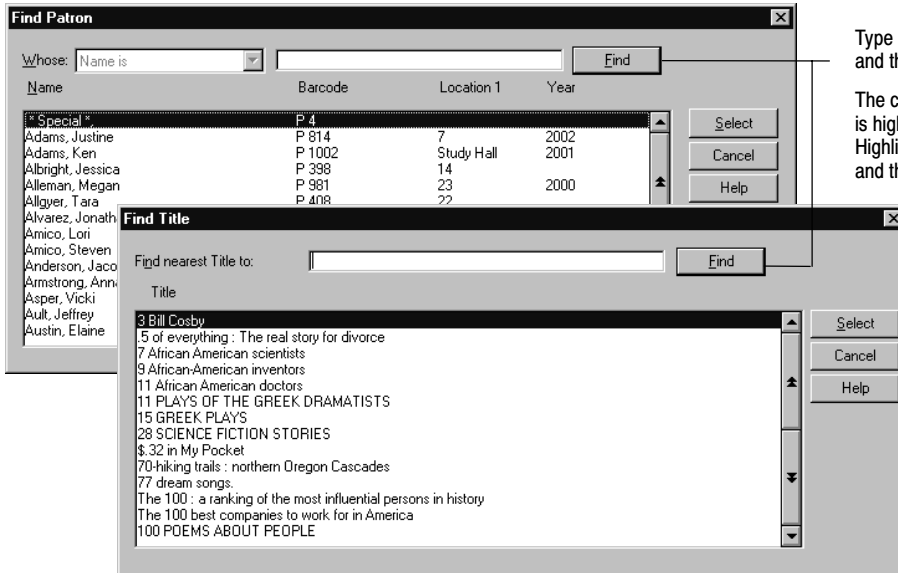 Find Patron
Whose: Name is Find
Name Barcode Location 1 Year
* Special *, P 4
Adams, Justine P 814 7 2002
Adams, Ken P 1002 Study Hall 2001
Albright, Jessica P 398 14
Alleman, Megan P 981 23 2000
Allgyer, Tara P 408 22
Alvarez, Jonath
Amico, Lori
Amico, Steven
Anderson, Jaco
Armstrong, Ann
Asper, Vicki
Ault, Jeffrey
Austin, Elaine
Select
Cancel
Help
Find Title
Find nearest Title to: Find
Title
3 Bill Cosby
.5 of everything : The real story for divorce
7 African American scientists
9 African-American inventors
11 African American doctors
11 PLAYS OF THE GREEK DRAMATISTS
15 GREEK PLAYS
28 SCIENCE FICTION STORIES
$.32 in My Pocket
70-hiking trails : northern Oregon Cascades
77 dream songs.
The 100 : a ranking of the most influential persons in history
The 100 best companies to work for in America
100 POEMS ABOUT PEOPLE
Select
Cancel
Help
Type
and th
The c
is high
Highli
and th